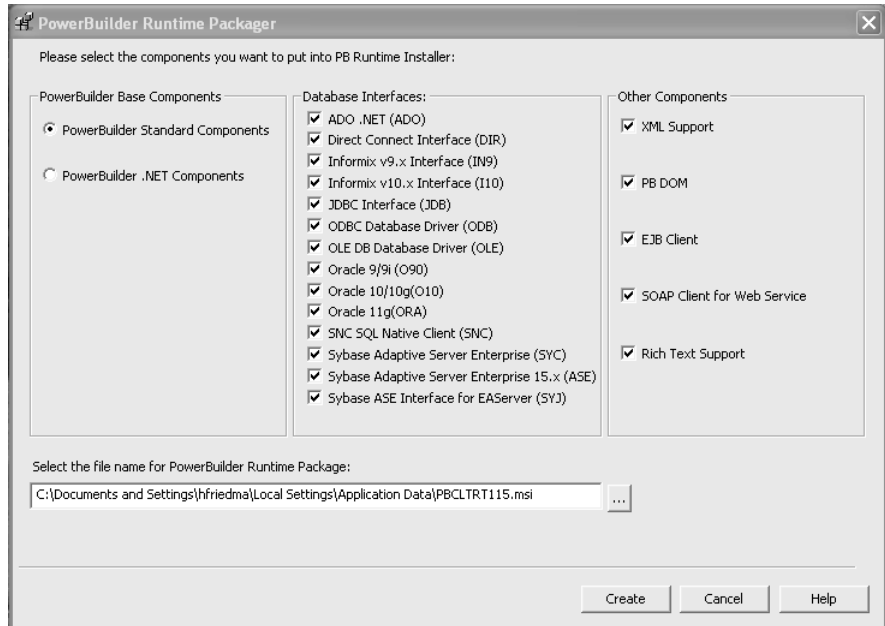 PowerBuilder Runtime Packager
Please select the components you want to put into PB Runtime Installer:
PowerBuilder Base Components
PowerBuilder Standard Components
PowerBuilder .NET Components
Database Interfaces:
ADO .NET (ADO)
Direct Connect Interface (DIR)
Informix v9.x Interface (IN9)
Informix v10.x Interface (I10)
JDBC Interface (JDB)
ODBC Database Driver (ODB)
OLE DB Database Driver (OLE)
Oracle 9/9i (O90)
Oracle 10/10g(O10)
Oracle 11g(ORA)
SNC SQL Native Client (SNC)
Sybase Adaptive Server Enterprise (SYC)
Sybase Adaptive Server Enterprise 15.x (ASE)
Sybase ASE Interface for EAServer (SYJ)
Other Components
XML Support
PB DOM
EJB Client
SOAP Client for Web Service
Rich Text Support
Select the file name for PowerBuilder Runtime Package:
C:\Documents and Settings\hfriedma\Local Settings\Application Data\PBCLTRT115.msi
...
Create
Cancel
Help